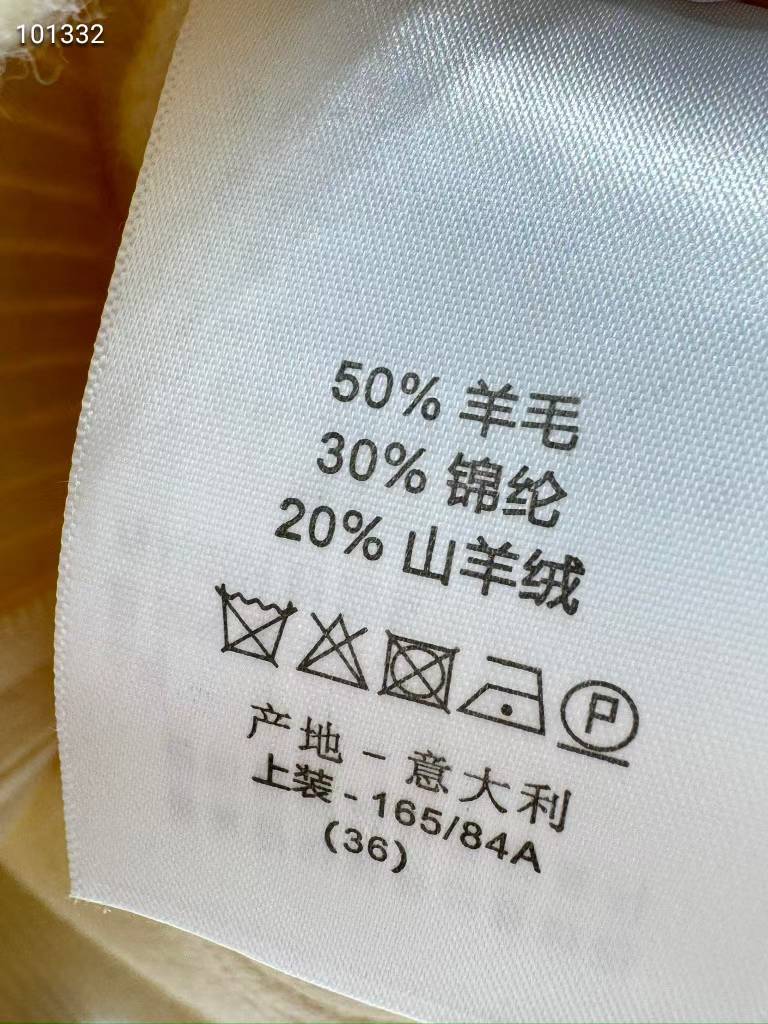 101332
50% 羊毛
30% 锦纶
20% 山羊绒
P
产地 - 意大利
上装 - 165/84A
(36)